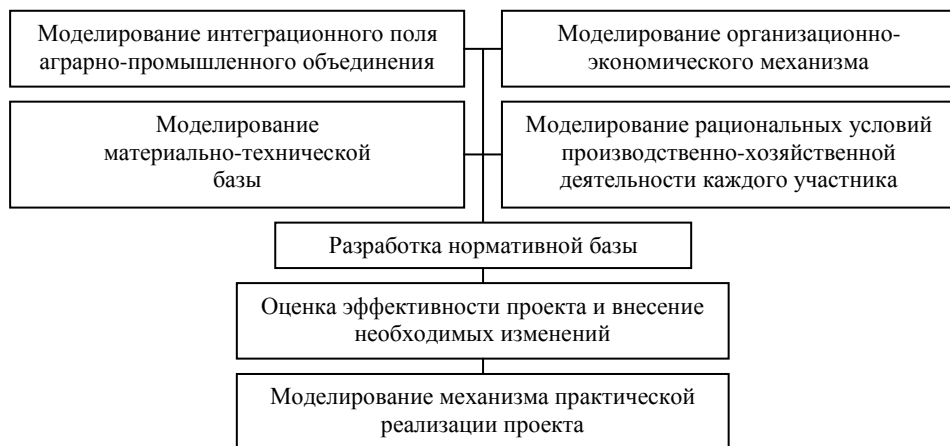 Моделирование интеграционного поля
аграрно-промышленного объединения
Моделирование организационно-
экономического механизма
Моделирование
материально-технической
базы
Моделирование рациональных условий
производственно-хозяйственной
деятельности каждого участника
Разработка нормативной базы
Оценка эффективности проекта и внесение
необходимых изменений
Моделирование механизма практической
реализации проекта